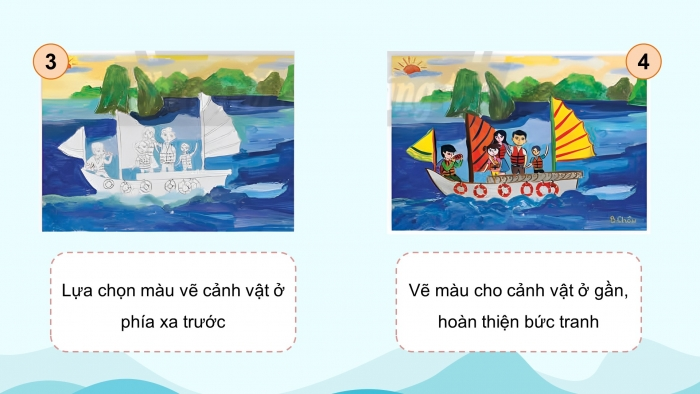 3
4
B.Châu
Lựa chọn màu vẽ cảnh vật ở
phía xa trước
Vẽ màu cho cảnh vật ở gần,
hoàn thiện bức tranh